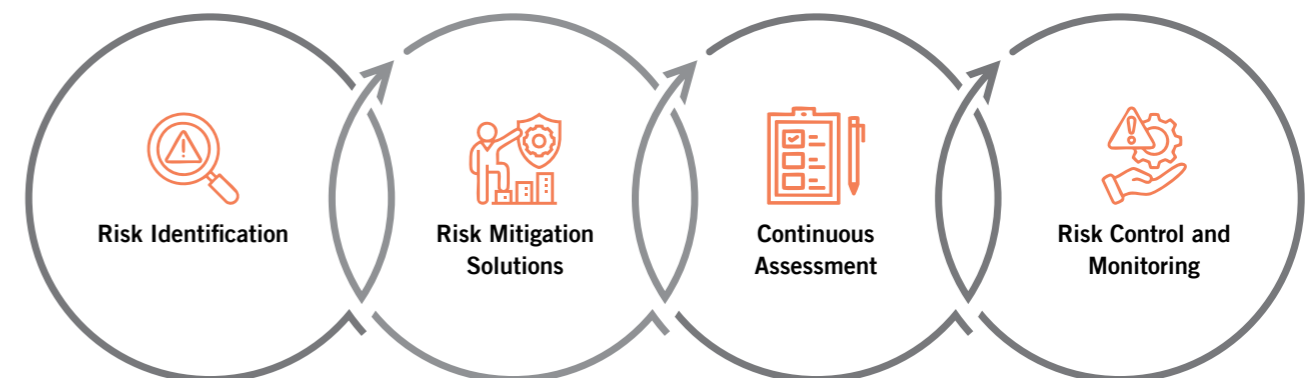 Risk Identification
Risk Mitigation
Solutions
Continuous
Assessment
Risk Control and
Monitoring